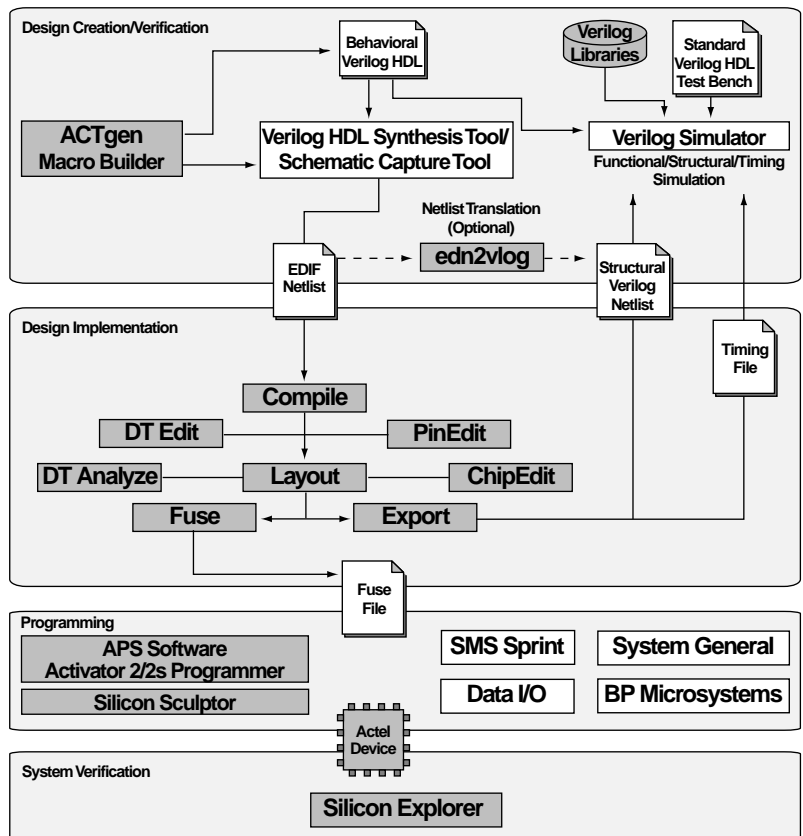 Design Creation/Verification
Behavioral
Verilog HDL
Verilog
Libraries
Standard
Verilog HDL
Test Bench
ACTgen
Macro Builder
Verilog HDL Synthesis Tool/
Schematic Capture Tool
Verilog Simulator
Functional/Structural/Timing
Simulation
Netlist Translation
(Optional)
EDIF
Netlist
edn2vlog
Structural
Verilog
Netlist
Design Implementation
Timing
File
Compile
DT Edit
PinEdit
DT Analyze
Layout
ChipEdit
Fuse
Export
Fuse
File
Programming
APS Software
Activator 2/2s Programmer
Silicon Sculptor
SMS Sprint
System General
Data I/O
BP Microsystems
Actel
Device
System Verification
Silicon Explorer